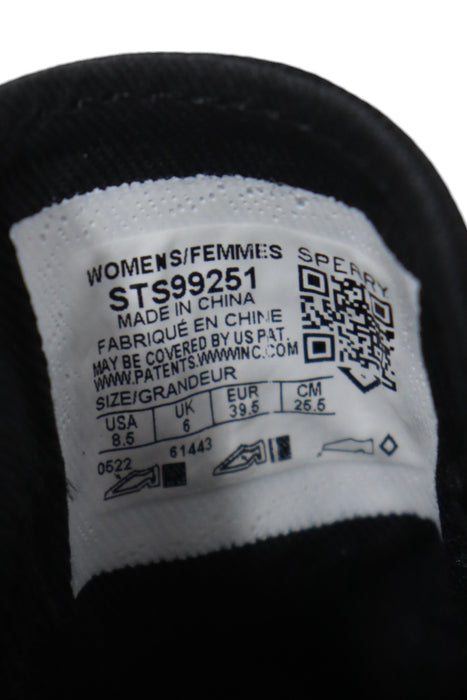 WOMENS/FEMMES SPERRY
STS99251
MADE IN CHINA
FABRIQUÉ EN CHINE
MAY BE COVERED BY US PAT.
WWW.PATENTS.WWWINC.COM
SIZE/GRANDEUR
USA UK EUR CM
8.5 6 39.5 25.5
0522 61443